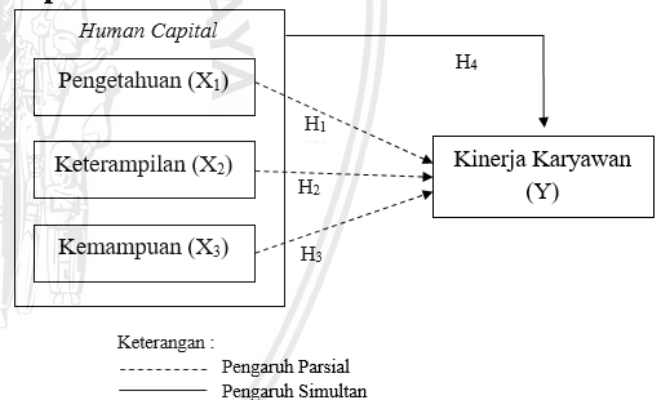 Human Capital
Pengetahuan (X₁)
Keterampilan (X₂)
Kemampuan (X₃)
H₁
H₂
H₃
H₄
Kinerja Karyawan
(Y)
Keterangan :
Pengaruh Parsial
Pengaruh Simultan